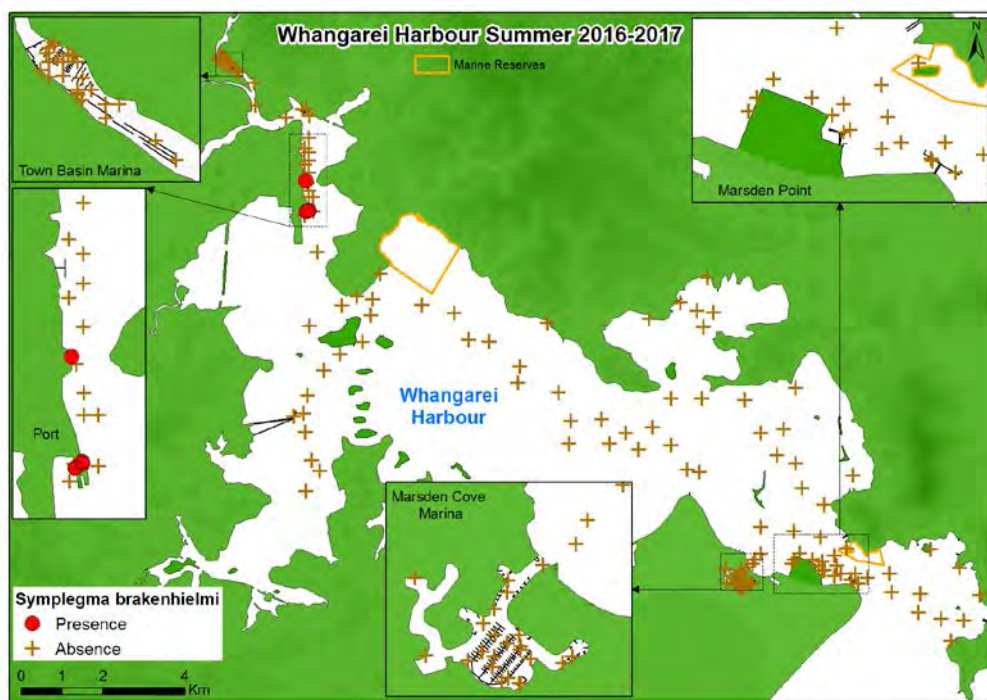 Whangarei Harbour Summer 2016-2017
Marine Reserves
N
Town Basin Marina
Marsden Point
Port
Whangarei
Harbour
Marsden Cove
Marina
Symplegma brakenhielmi
Presence
Absence
0 1 2 4
Km